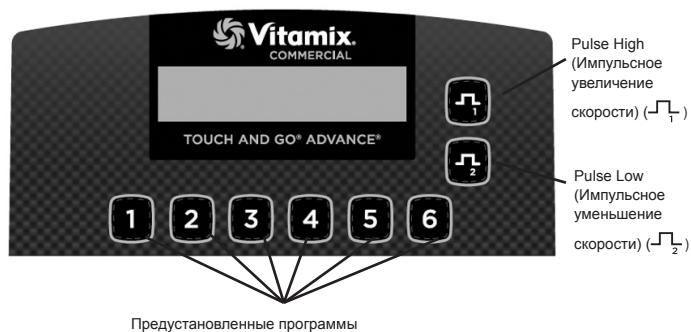 Vitamix.
COMMERCIAL
TOUCH AND GO® ADVANCE®
1
2
1 2 3 4 5 6
Pulse High
(Импульсное
увеличение
скорости) (1)
Pulse Low
(Импульсное
уменьшение
скорости) (2)
Предустановленные программы